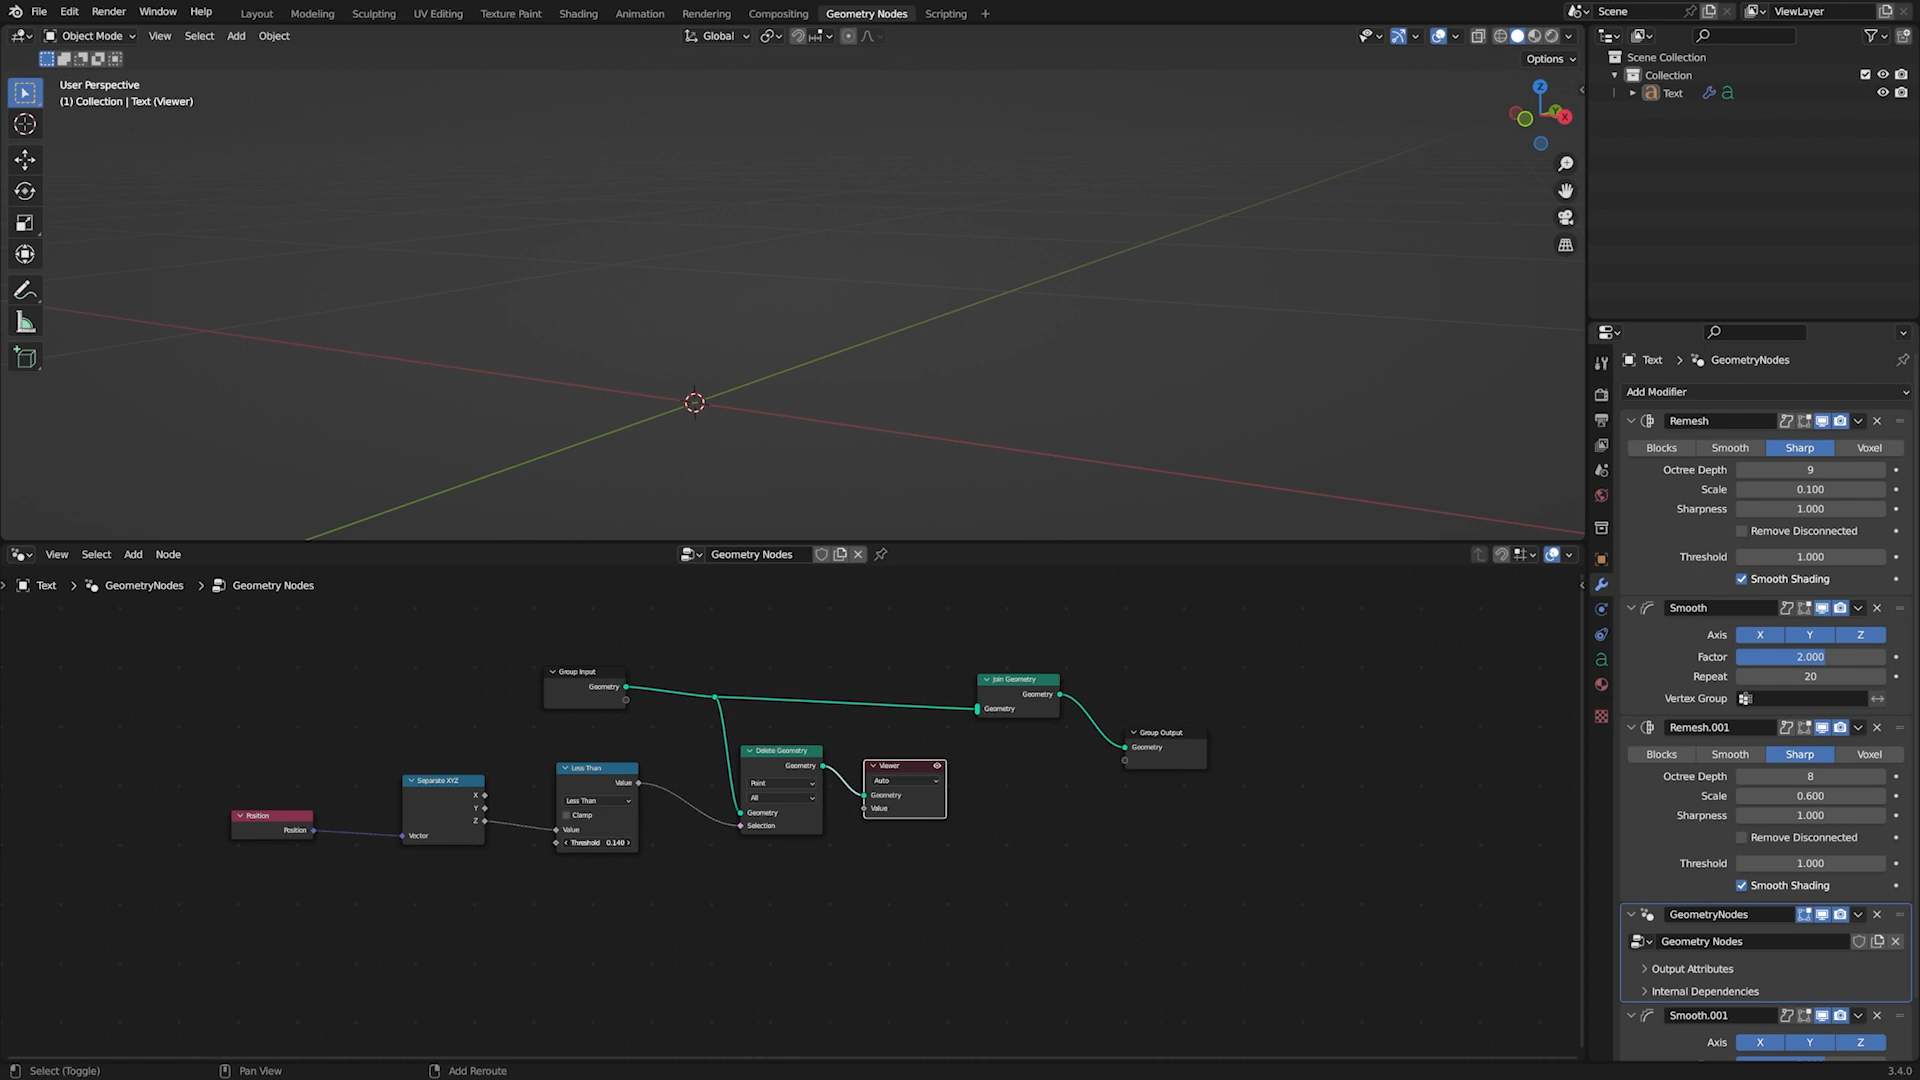 File Edit Render Window Help Layout Modeling Sculpting UV Editing Texture Paint Shading Animation Rendering Compositing Geometry Nodes Scripting + Scene ViewLayer
Object Mode View Select Add Object Global
Options
User Perspective
(1) Collection | Text (Viewer)
Z
Y
X
Scene Collection
Collection
Text
Text > GeometryNodes
Add Modifier
Remesh
Blocks Smooth Sharp Voxel
Octree Depth 9
Scale 0.100
Sharpness 1.000
Remove Disconnected
Threshold 1.000
Smooth Shading
Smooth
Axis X Y Z
Factor 2.000
Repeat 20
Vertex Group
Remesh.001
Blocks Smooth Sharp Voxel
Octree Depth 8
Scale 0.600
Sharpness 1.000
Remove Disconnected
Threshold 1.000
Smooth Shading
GeometryNodes
Geometry Nodes
Output Attributes
Internal Dependencies
Smooth.001
Axis X Y Z
View Select Add Node Geometry Nodes
Text > GeometryNodes > Geometry Nodes
Group Input
Geometry
Join Geometry
Geometry
Geometry
Group Output
Geometry
Delete Geometry
Geometry
Point
All
Geometry
Selection
Viewer
Auto
Geometry
Value
Less Than
Value
Less Than
Clamp
Value
Threshold 0.140
Separate XYZ
X
Y
Z
Vector
Position
Position
Select (Toggle) Pan View Add Reroute 3.4.0